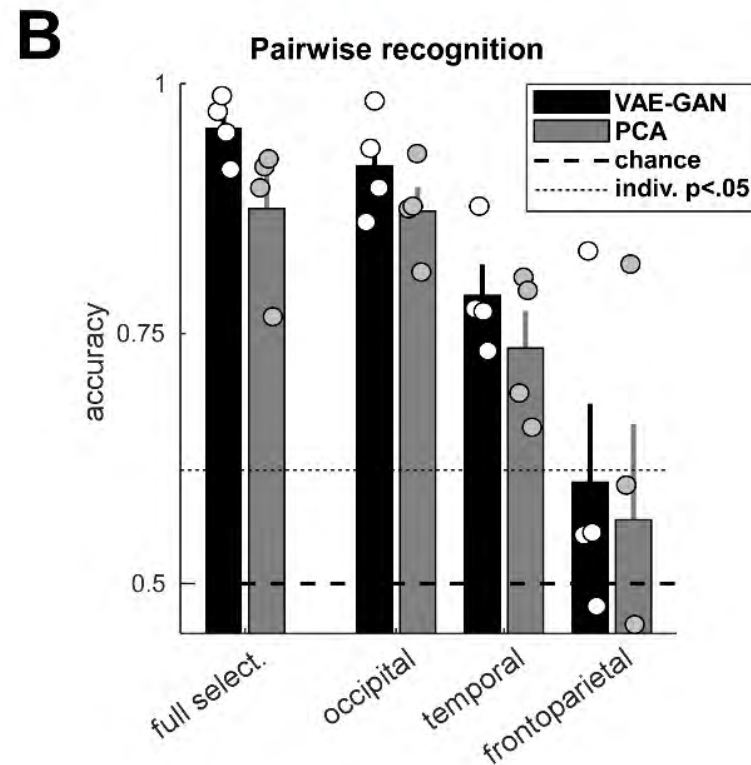 B
Pairwise recognition
1
0.75
0.5
accuracy
VAE-GAN
PCA
chance
indiv. p<.05
full select.
occipital
temporal
frontoparietal